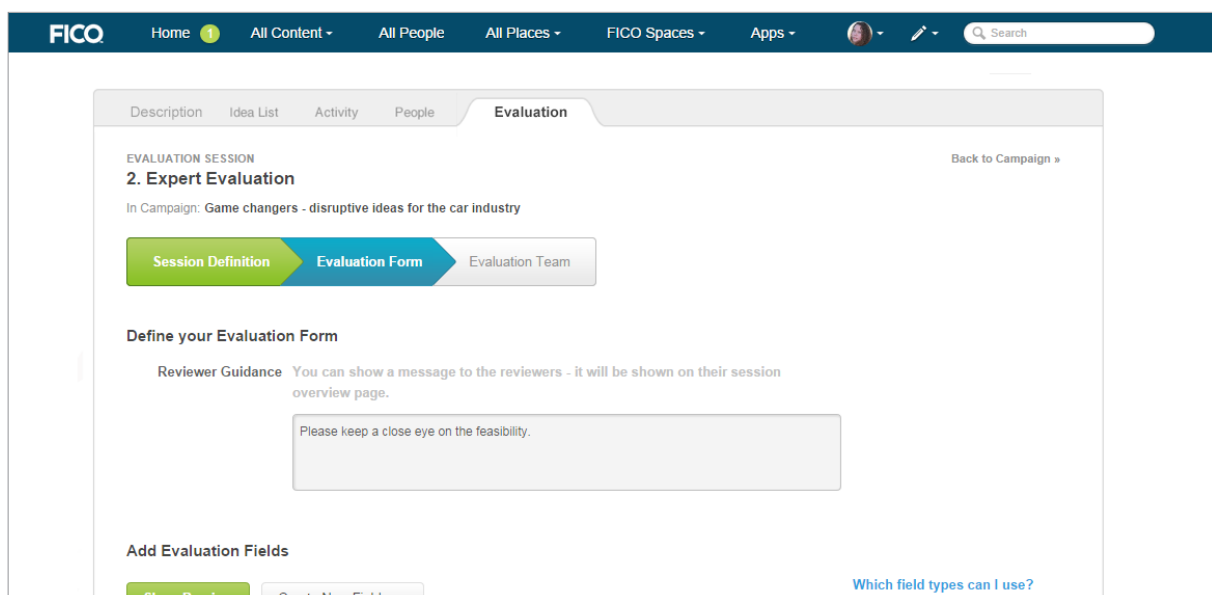 FICO Home 1 All Content All People All Places FICO Spaces Apps Search
Description Idea List Activity People Evaluation
EVALUATION SESSION
Back to Campaign »
2. Expert Evaluation
In Campaign: Game changers - disruptive ideas for the car industry
Session Definition Evaluation Form Evaluation Team
Define your Evaluation Form
Reviewer Guidance You can show a message to the reviewers - it will be shown on their session
overview page.
Please keep a close eye on the feasibility.
Add Evaluation Fields
Which field types can I use?